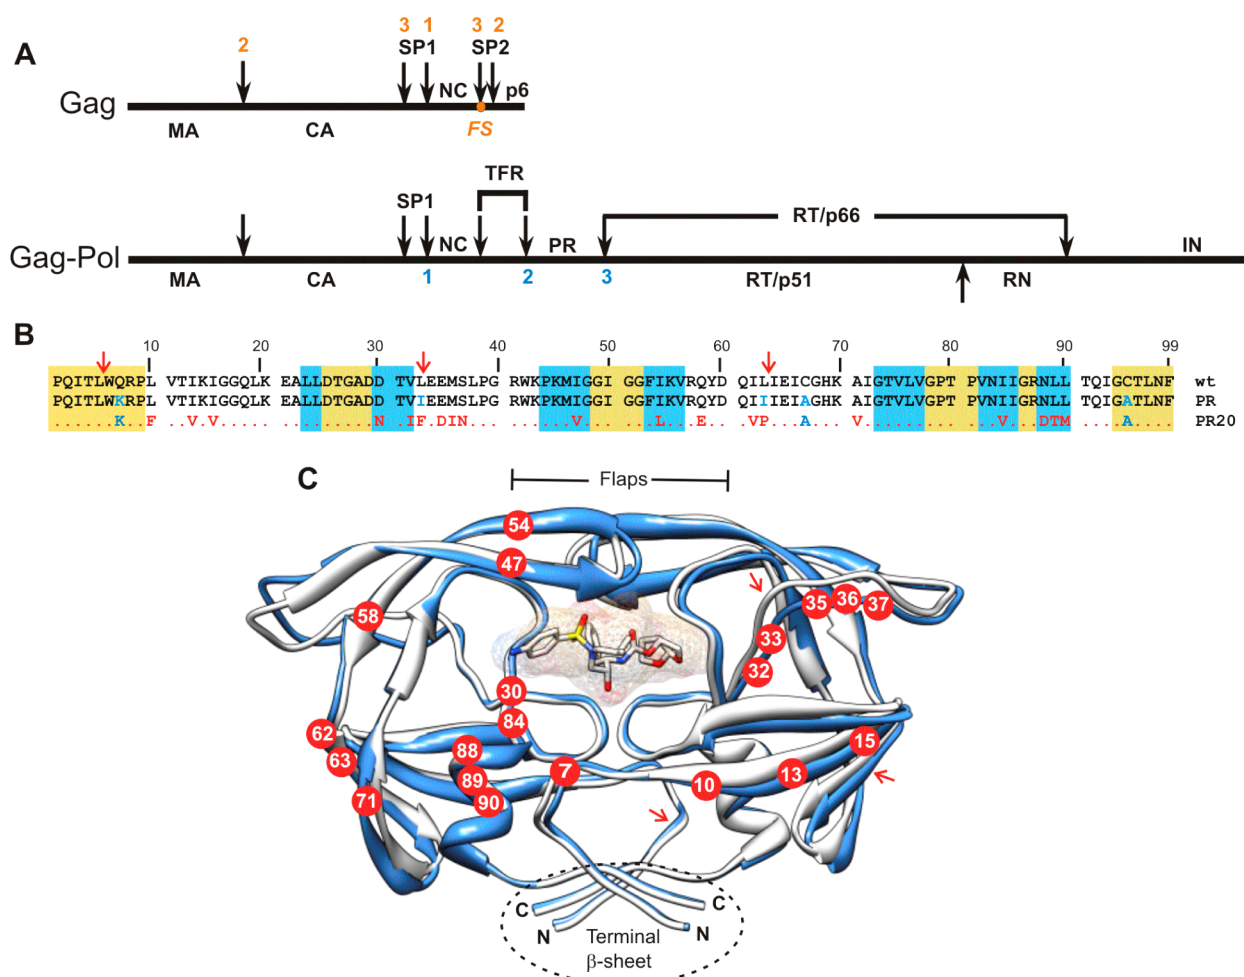 A
3 1 3 2
2 SP1 SP2
NC p6
Gag
MA CA FS
TFR
SP1 RT/p66
NC PR IN
Gag-Pol
MA CA 1 2 3 RT/p51 RN
B
10 20 30 40 50 60 70 80 90 99
PQITLWQRPL VTIKIGGQLK EALLDTGADD TVLEEMSLPG RWKPKMIGGI GGFIKVRQYD QILIEICGHK AIGTVLVGPT PVNIIGRNLL TQIGCTLNF wt
PQITLWKRPL VTIKIGGQLK EALLDTGADD TVIEEMSLPG RWKPKMIGGI GGFIKVRQYD QIIIEIAGHK AIGTVLVGPT PVNIIGRNLL TQIGATLNF PR
......K..F ..V.V..... .........N .IF.DIN... ......V... ...L...E.. .VP...A... V......... ...V...DTM ....A.... PR20
C
Flaps
54
47
58
35 36 37
33
32
30
84
62
63
88
89
90
71
7
10
13
15
C C
N N
Terminal
β-sheet